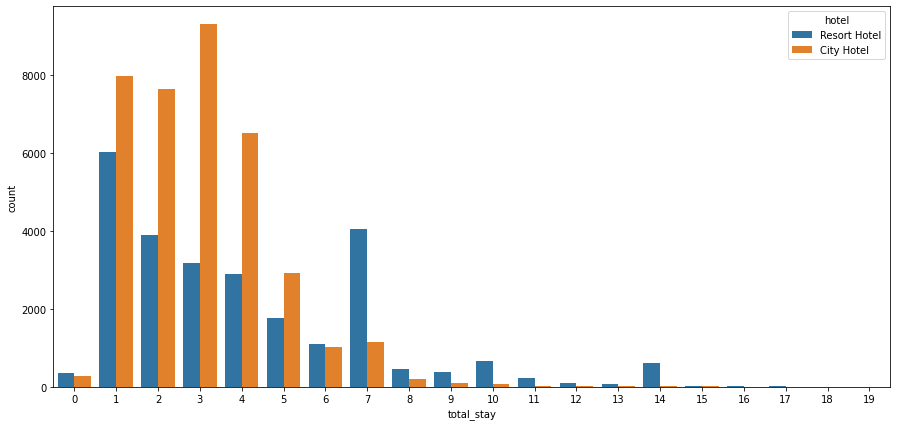 hotel
Resort Hotel
City Hotel
8000
6000
4000
2000
0
count
0 1 2 3 4 5 6 7 8 9 10 11 12 13 14 15 16 17 18 19
total_stay